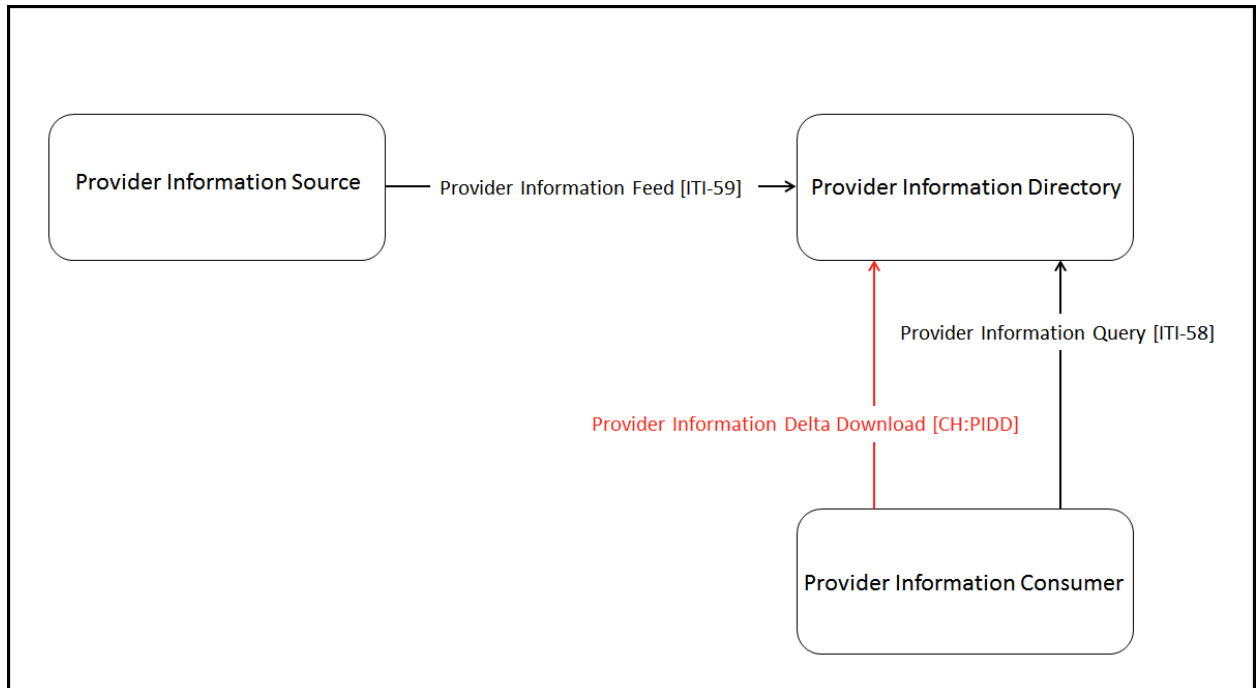 Provider Information Source
Provider Information Feed [ITI-59]
Provider Information Directory
Provider Information Query [ITI-58]
Provider Information Delta Download [CH:PIDD]
Provider Information Consumer